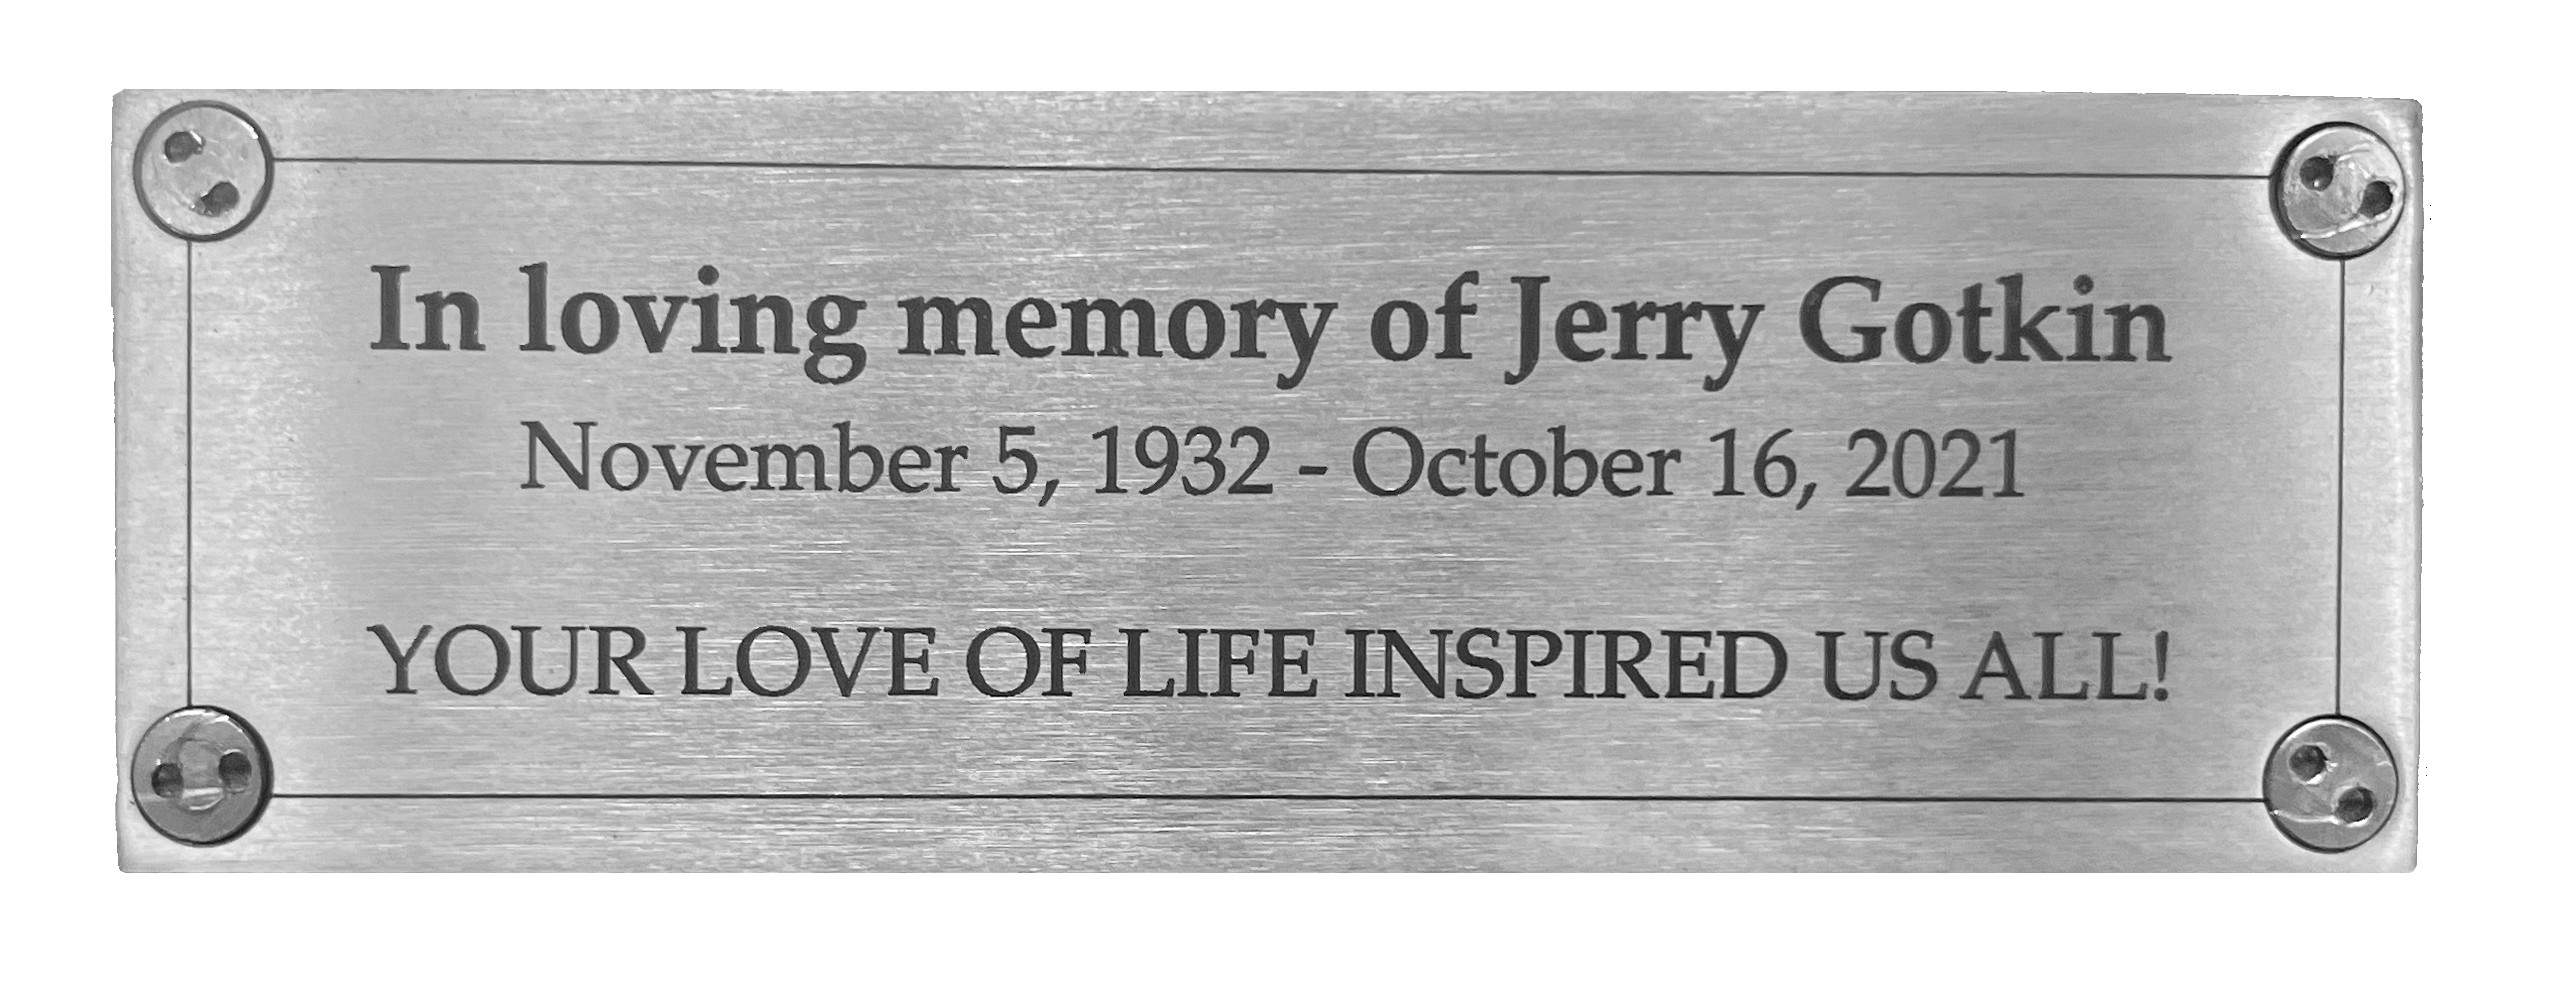 In loving memory of Jerry Gotkin
November 5, 1932 - October 16, 2021
YOUR LOVE OF LIFE INSPIRED US ALL!